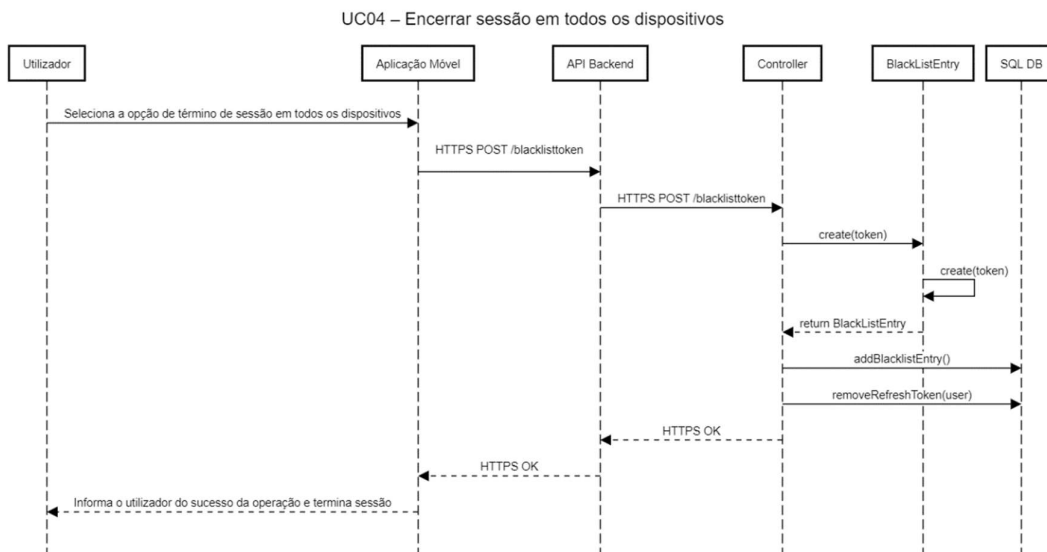 UC04 – Encerrar sessão em todos os dispositivos
Utilizador
Aplicação Móvel
API Backend
Controller
BlackListEntry
SQL DB
Seleciona a opção de término de sessão em todos os dispositivos
HTTPS POST /blacklisttoken
HTTPS POST /blacklisttoken
create(token)
create(token)
return BlackListEntry
addBlacklistEntry()
removeRefreshToken(user)
HTTPS OK
HTTPS OK
Informa o utilizador do sucesso da operação e termina sessão